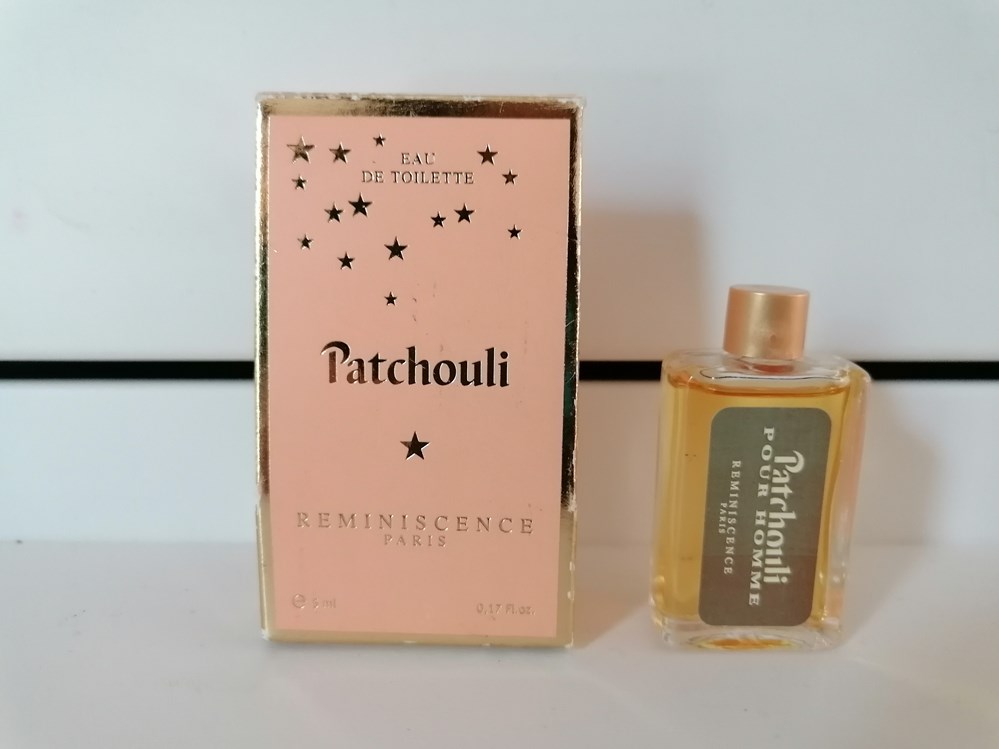 EAU
DE TOILETTE
Patchouli
REMINISCENCE
PARIS
℮ 5 ml
0,17 Fl.oz.
Patchouli
POUR HOMME
REMINISCENCE
PARIS